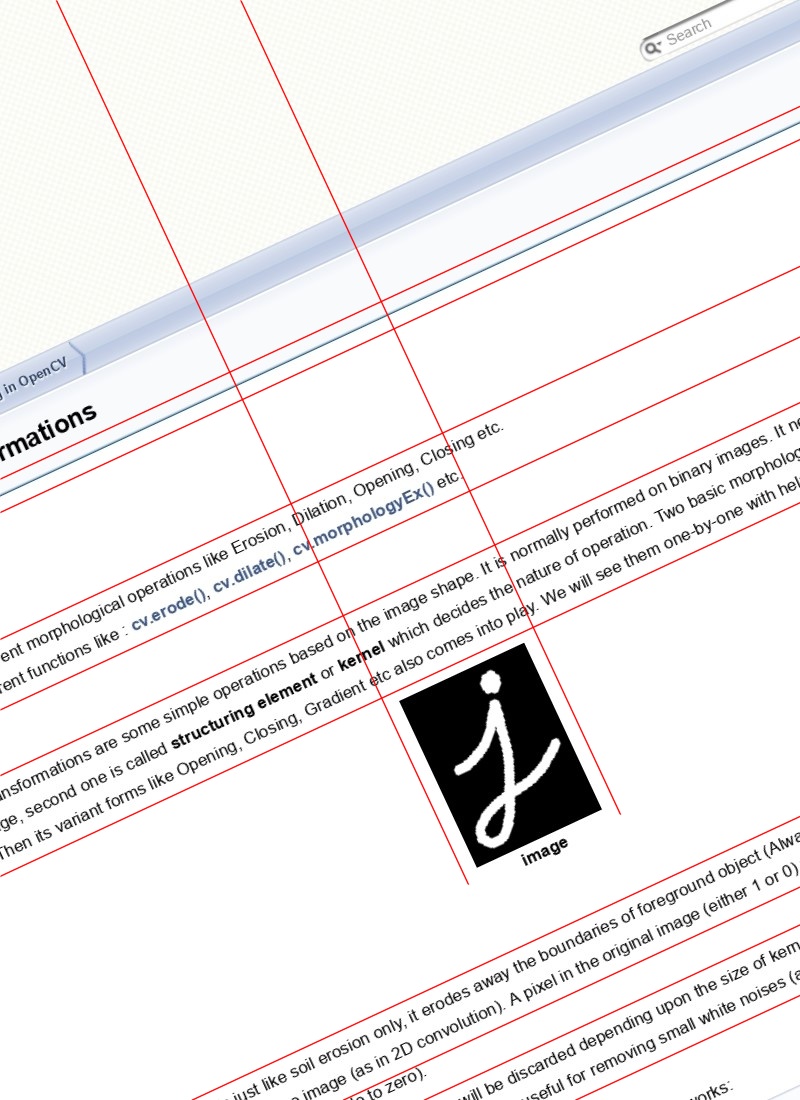 Search
in OpenCV
rmations
ent morphological operations like Erosion, Dilation, Opening, Closing etc.
rent functions like : cv.erode(), cv.dilate(), cv.morphologyEx() etc.
ansformations are some simple operations based on the image shape. It is normally performed on binary images. It ne
ge, second one is called structuring element or kernel which decides the nature of operation. Two basic morpholog
Then its variant forms like Opening, Closing, Gradient etc also comes into play. We will see them one-by-one with hel
j
image
just like soil erosion only, it erodes away the boundaries of foreground object (Alwa
image (as in 2D convolution). A pixel in the original image (either 1 or 0)
to zero).
will be discarded depending upon the size of kern
useful for removing small white noises (a
works: